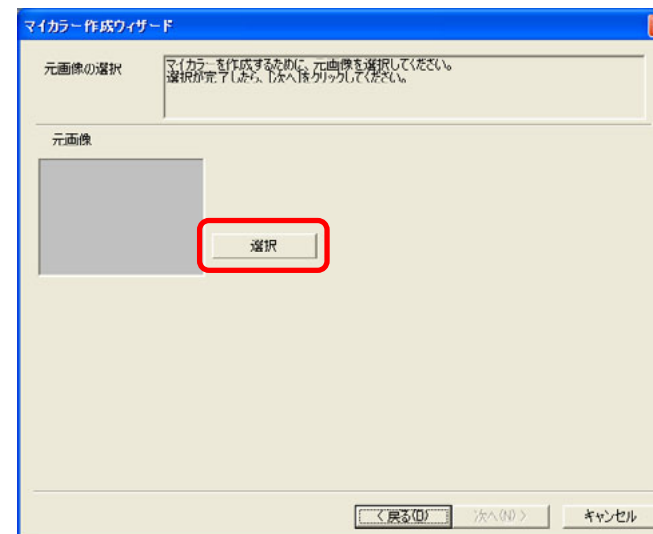 マイカラー作成ウィザード
元画像の選択
マイカラーを作成するために、元画像を選択してください。
選択が完了したら、「次へ」をクリックしてください。
元画像
選択
< 戻る(B)
次へ(N) >
キャンセル